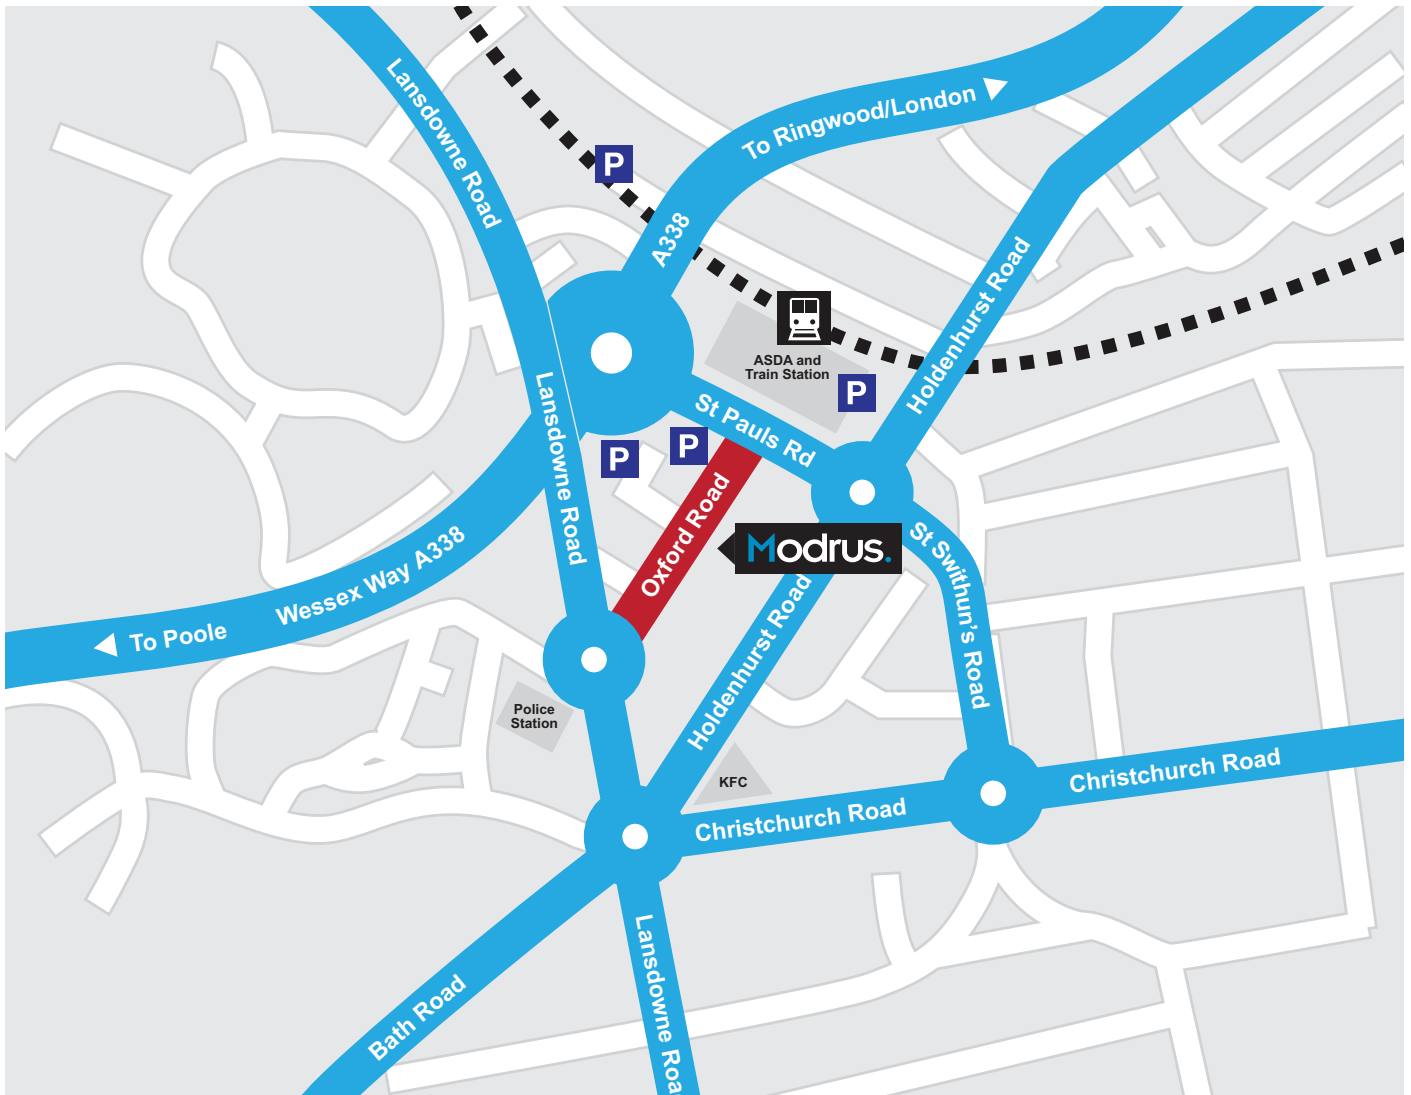 Lansdowne Road
To Ringwood/London
P
A338
Holdenhurst Road
ASDA and
Train Station
P
Lansdowne Road
St Pauls Rd
P
P
Oxford Road
Modrus.
St Swithun's Road
Wessex Way A338
To Poole
Holdenhurst Road
Police
Station
KFC
Christchurch Road
Christchurch Road
Lansdowne Roa
Bath Road